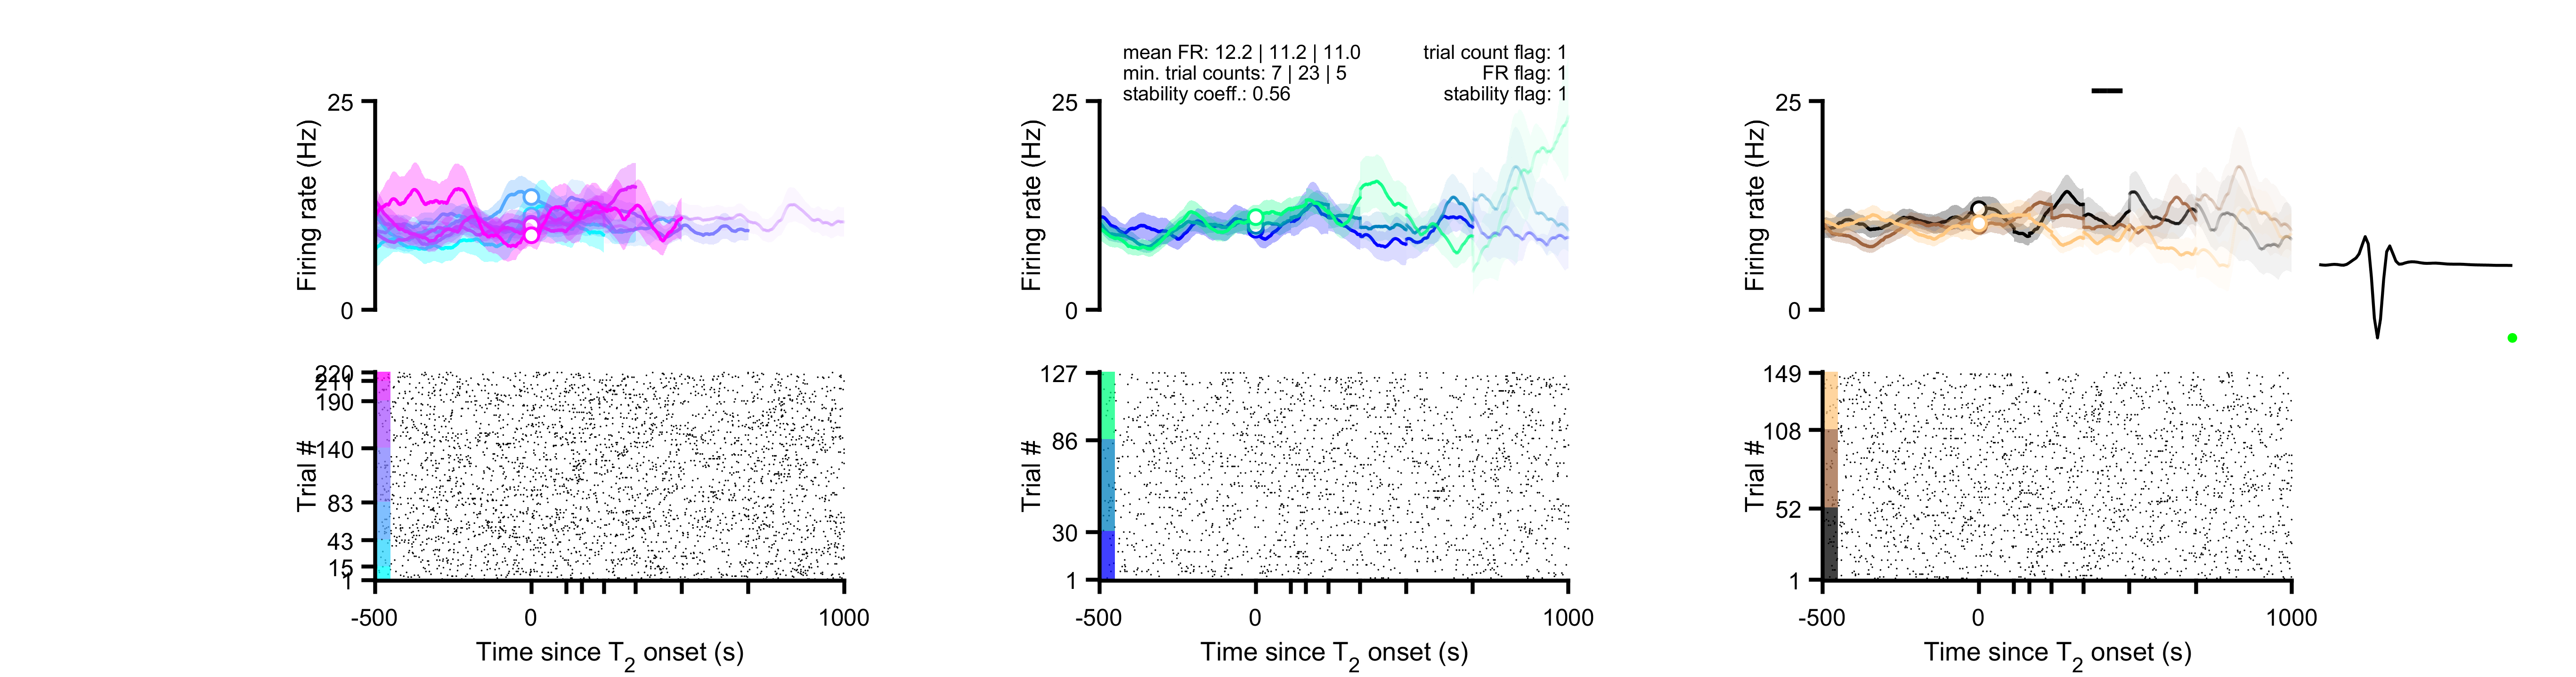 mean FR: 12.2 | 11.2 | 11.0
min. trial counts: 7 | 23 | 5
stability coeff.: 0.56
trial count flag: 1
FR flag: 1
stability flag: 1
25
Firing rate (Hz)
0
25
Firing rate (Hz)
0
25
Firing rate (Hz)
0
220
211
190
140
83
43
15
1
Trial #
-500
0
1000
Time since T2 onset (s)
127
86
30
1
Trial #
-500
0
1000
Time since T2 onset (s)
149
108
52
1
Trial #
-500
0
1000
Time since T2 onset (s)